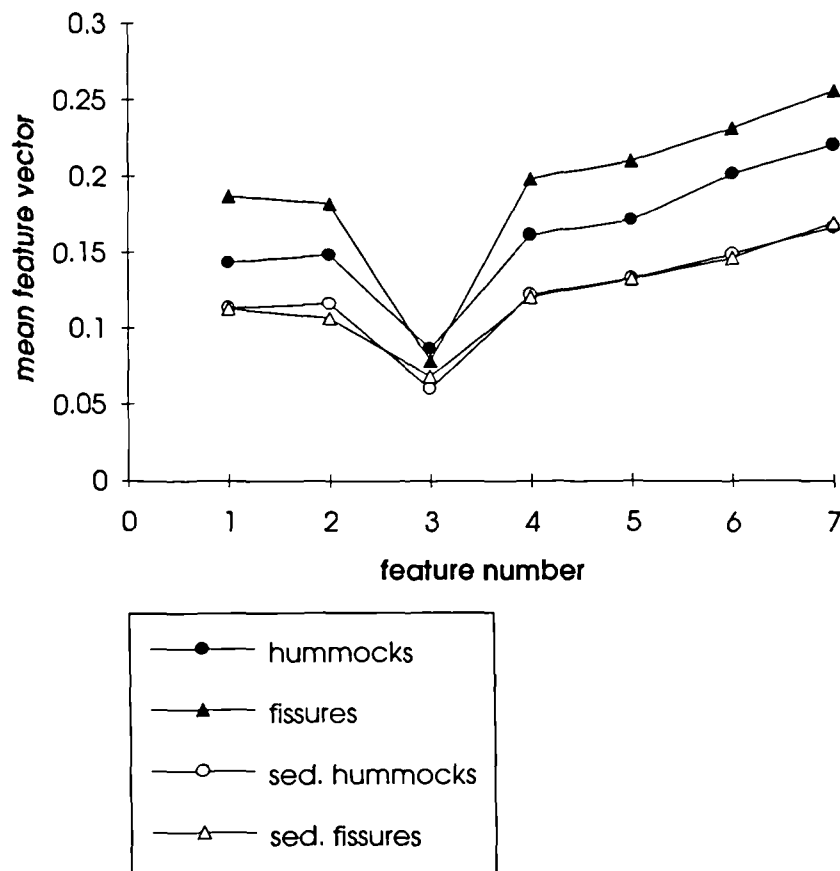 0.3
0.25
0.2
0.15
0.1
0.05
0
mean feature vector
0 1 2 3 4 5 6 7
feature number
hummocks
fissures
sed. hummocks
sed. fissures